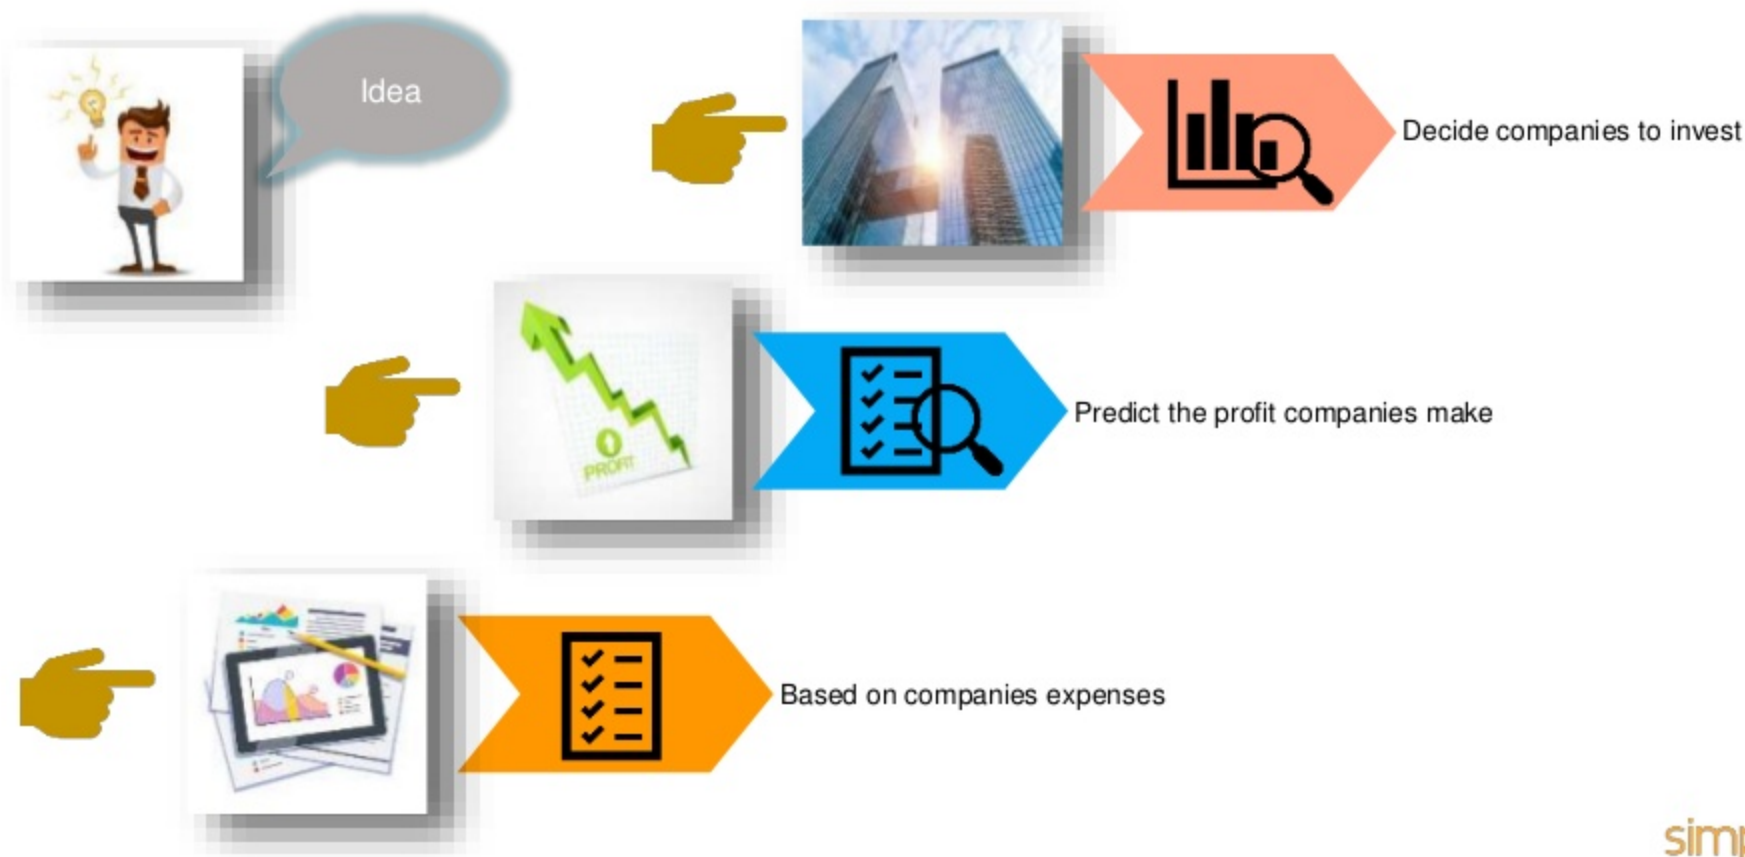 Idea
Decide companies to invest
Predict the profit companies make
PROFIT
Based on companies expenses